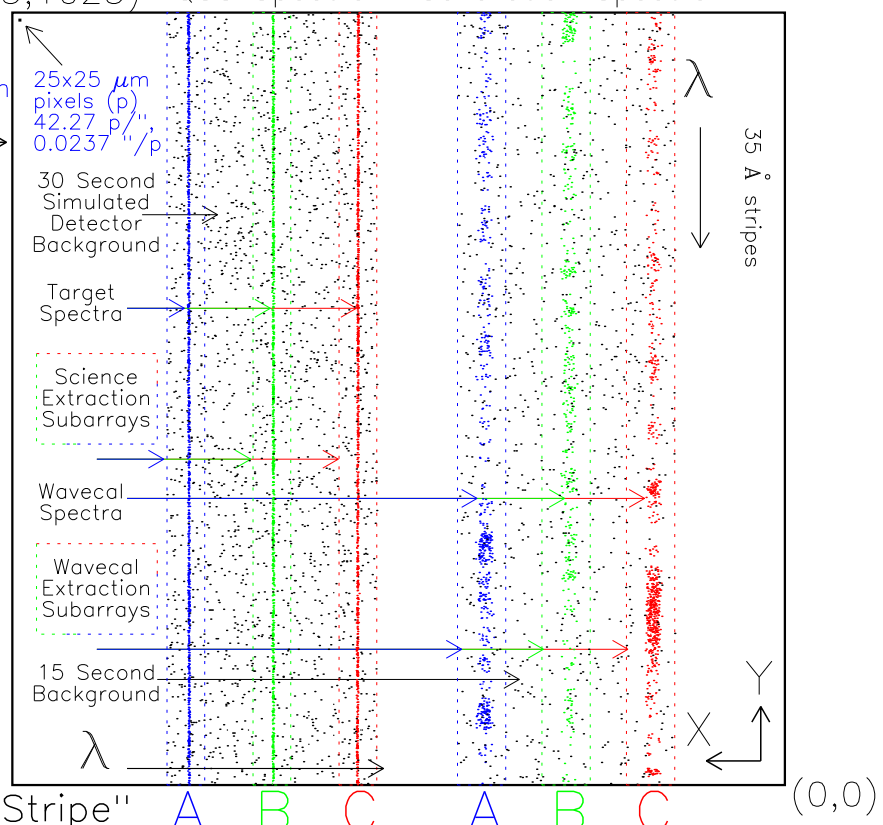 25x25 μm
pixels (p)
42.27 p/",
0.0237 "/p
30 Second
Simulated
Detector
Background
Target
Spectra
Science
Extraction
Subarrays
Wavecal
Spectra
Wavecal
Extraction
Subarrays
15 Second
Background
λ
λ
35 Å stripes
Y
X
(0,0)
Stripe"
A B C A B C